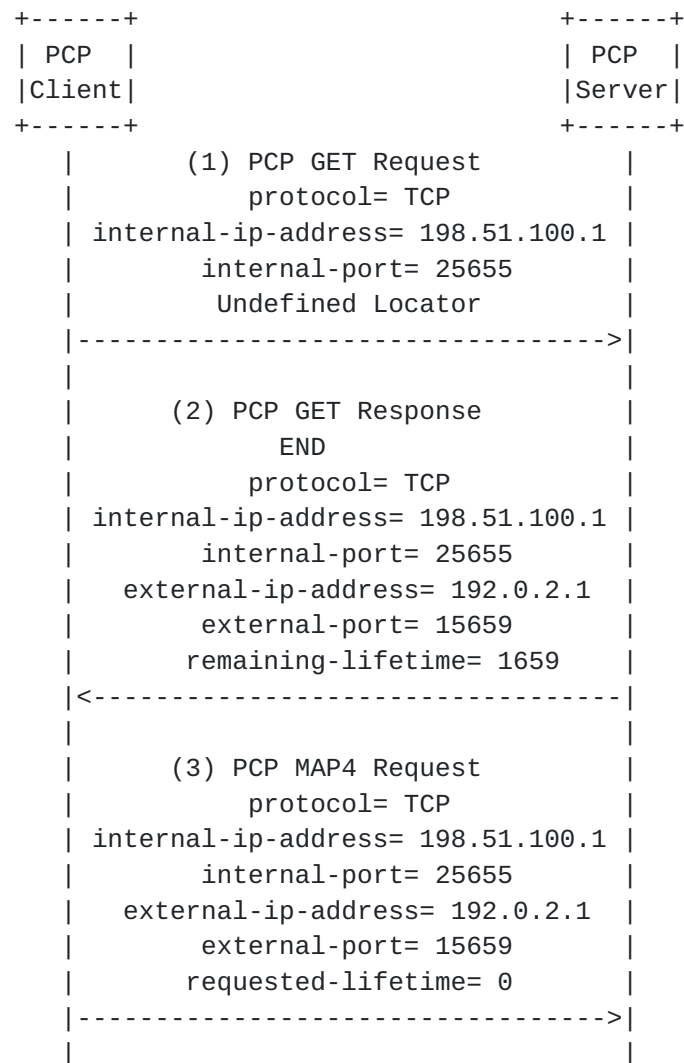 +------+                            +------+
| PCP  |                            | PCP  |
|Client|                            |Server|
+------+                            +------+
   |       (1) PCP GET Request         |
   |           protocol= TCP           |
   | internal-ip-address= 198.51.100.1 |
   |        internal-port= 25655       |
   |         Undefined Locator         |
   |---------------------------------->|
   |                                   |
   |      (2) PCP GET Response         |
   |             END                   |
   |           protocol= TCP           |
   | internal-ip-address= 198.51.100.1 |
   |        internal-port= 25655       |
   |   external-ip-address= 192.0.2.1  |
   |        external-port= 15659       |
   |       remaining-lifetime= 1659    |
   |<----------------------------------|
   |                                   |
   |      (3) PCP MAP4 Request         |
   |           protocol= TCP           |
   | internal-ip-address= 198.51.100.1 |
   |        internal-port= 25655       |
   |   external-ip-address= 192.0.2.1  |
   |        external-port= 15659       |
   |       requested-lifetime= 0       |
   |---------------------------------->|
   |                                   |